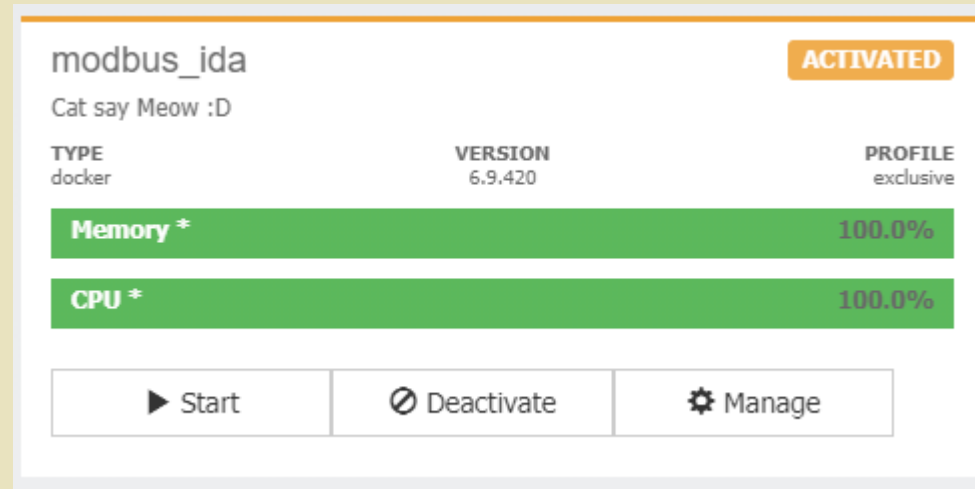 modbus_ida ACTIVATED
Cat say Meow :D
TYPE VERSION PROFILE
docker 6.9.420 exclusive
Memory * 100.0%
CPU * 100.0%
Start Deactivate Manage